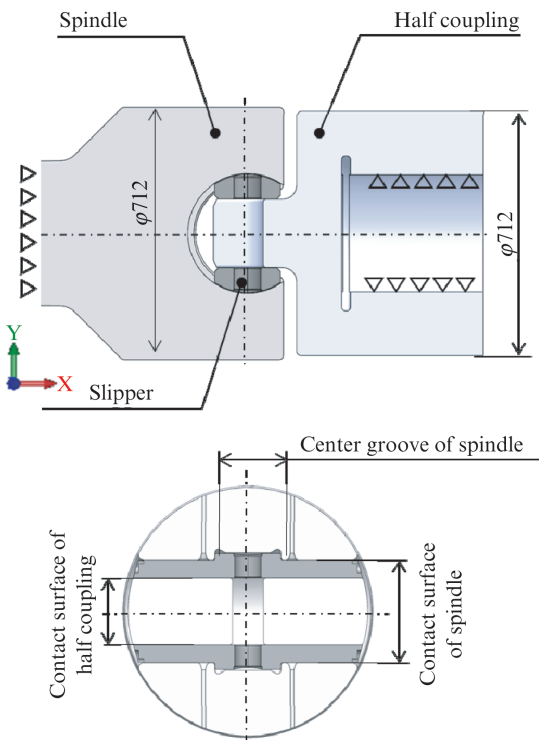 Spindle
Half coupling
φ712
φ712
Y
X
Slipper
Center groove of spindle
Contact surface of
half coupling
Contact surface
of spindle